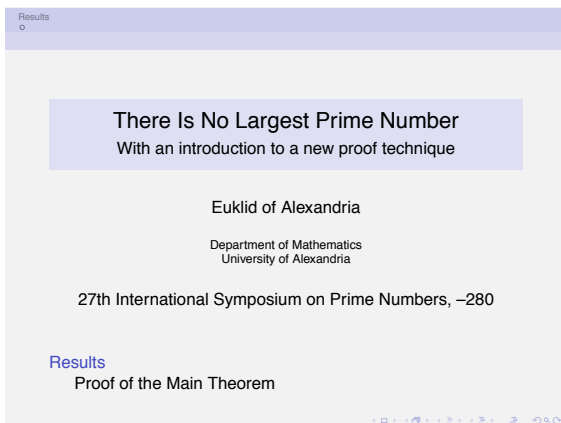 Results
There Is No Largest Prime Number
With an introduction to a new proof technique
Euklid of Alexandria
Department of Mathematics
University of Alexandria
27th International Symposium on Prime Numbers, –280
Results
Proof of the Main Theorem